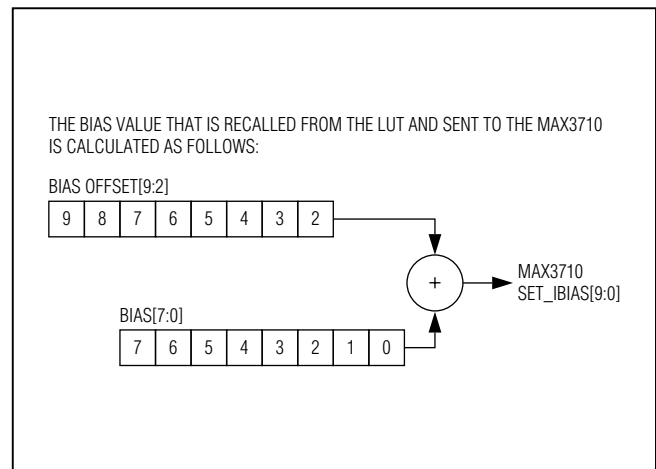 THE BIAS VALUE THAT IS RECALLED FROM THE LUT AND SENT TO THE MAX3710
IS CALCULATED AS FOLLOWS:
BIAS OFFSET[9:2]
9 8 7 6 5 4 3 2
+
MAX3710
SET_IBIAS[9:0]
BIAS[7:0]
7 6 5 4 3 2 1 0